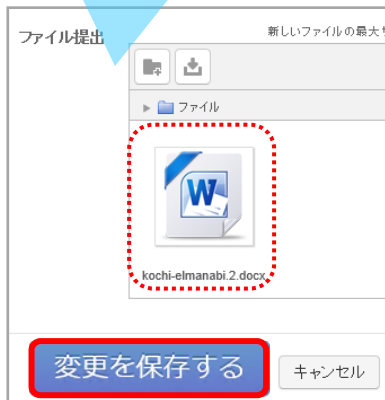 ファイル提出
新しいファイルの最大
ファイル
W
kochi-elmanabi.2.docx
変更を保存する
キャンセル